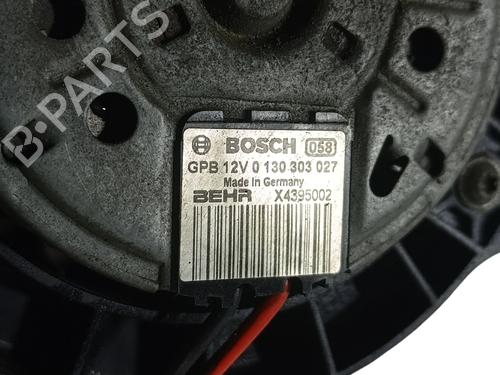 B-PARTS
BOSCH 058
GPB 12V 0 130 303 027
Made in Germany
BEHR X4395002